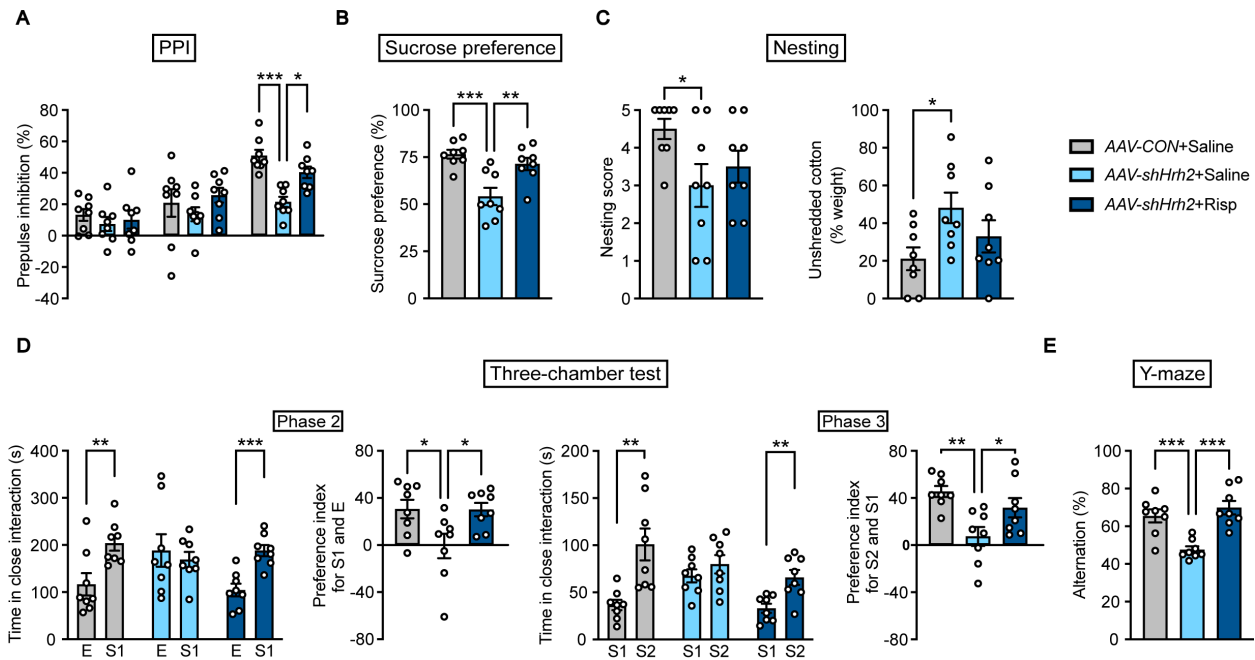 A
PPI
Prepulse inhibition (%)
80
60
40
20
0
-20
-40
*** *
B
Sucrose preference
Surcrose preference (%)
100
75
50
25
0
*** **
C
Nesting
Nesting score
5
4
3
2
1
0
*
Unshredded cotton
(% weight)
100
80
60
40
20
0
*
AAV-CON+Saline
AAV-shHrh2+Saline
AAV-shHrh2+Risp
D
Three-chamber test
Phase 2
Time in close interaction (s)
400
300
200
100
0
** ***
E S1 E S1 E S1
Preference index
for S1 and E
80
40
0
-40
-80
* *
Phase 3
Time in close interaction (s)
200
150
100
50
0
** **
S1 S2 S1 S2 S1 S2
Preference index
for S2 and S1
80
40
0
-40
-80
** *
E
Y-maze
Alternation (%)
100
80
60
40
20
0
*** ***